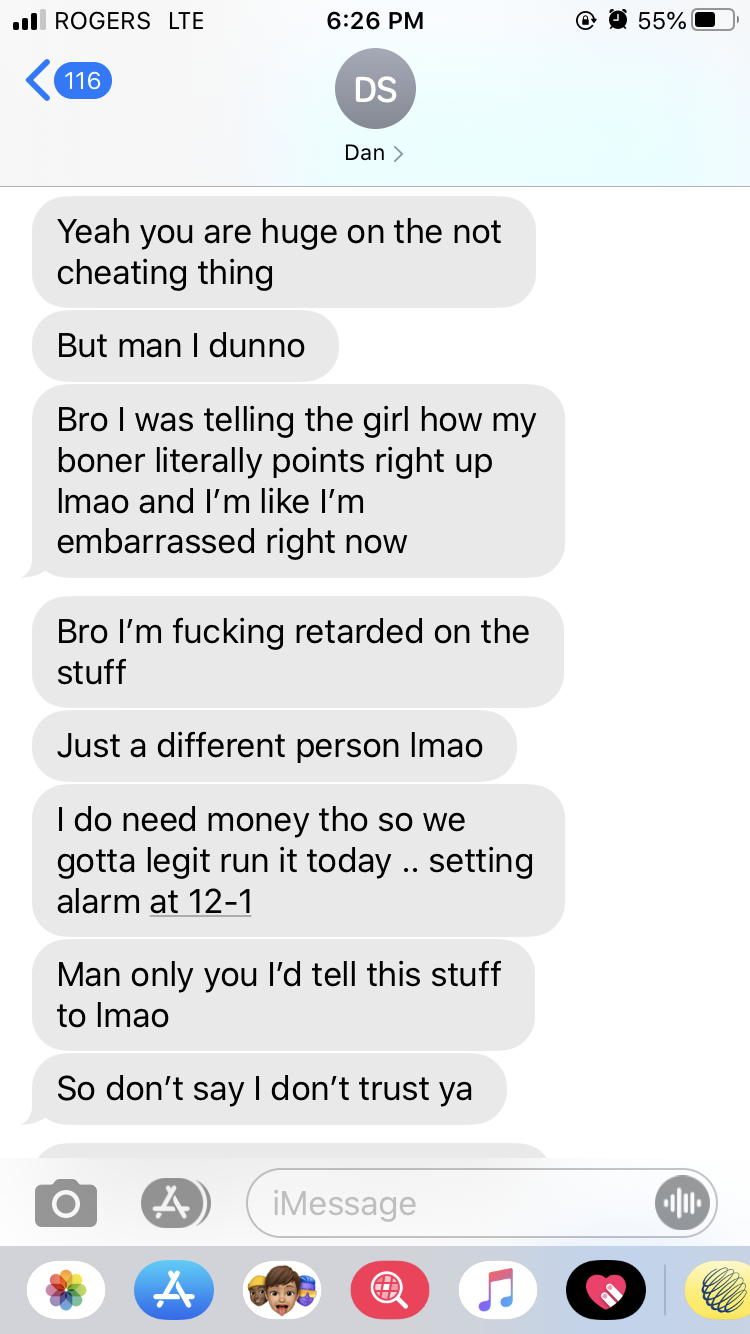 ROGERS LTE 6:26 PM 55%
116
DS
Dan
Yeah you are huge on the not
cheating thing
But man I dunno
Bro I was telling the girl how my
boner literally points right up
lmao and I’m like I’m
embarrassed right now
Bro I’m fucking retarded on the
stuff
Just a different person lmao
I do need money tho so we
gotta legit run it today .. setting
alarm at 12-1
Man only you I’d tell this stuff
to lmao
So don’t say I don’t trust ya
iMessage